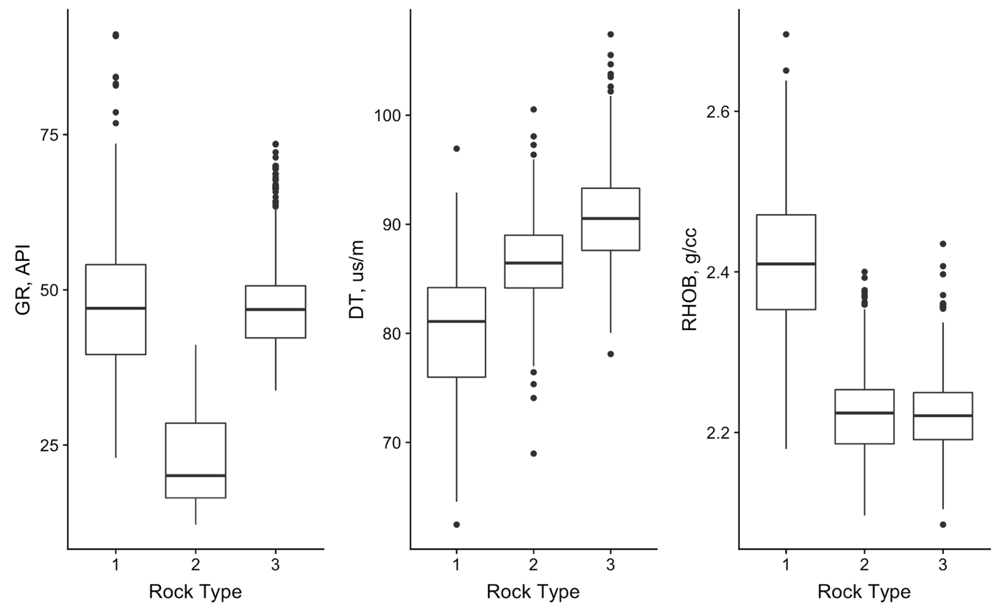 GR, API
75
50
25
1 2 3
Rock Type
DT, us/m
100
90
80
70
1 2 3
Rock Type
RHOB, g/cc
2.6
2.4
2.2
1 2 3
Rock Type